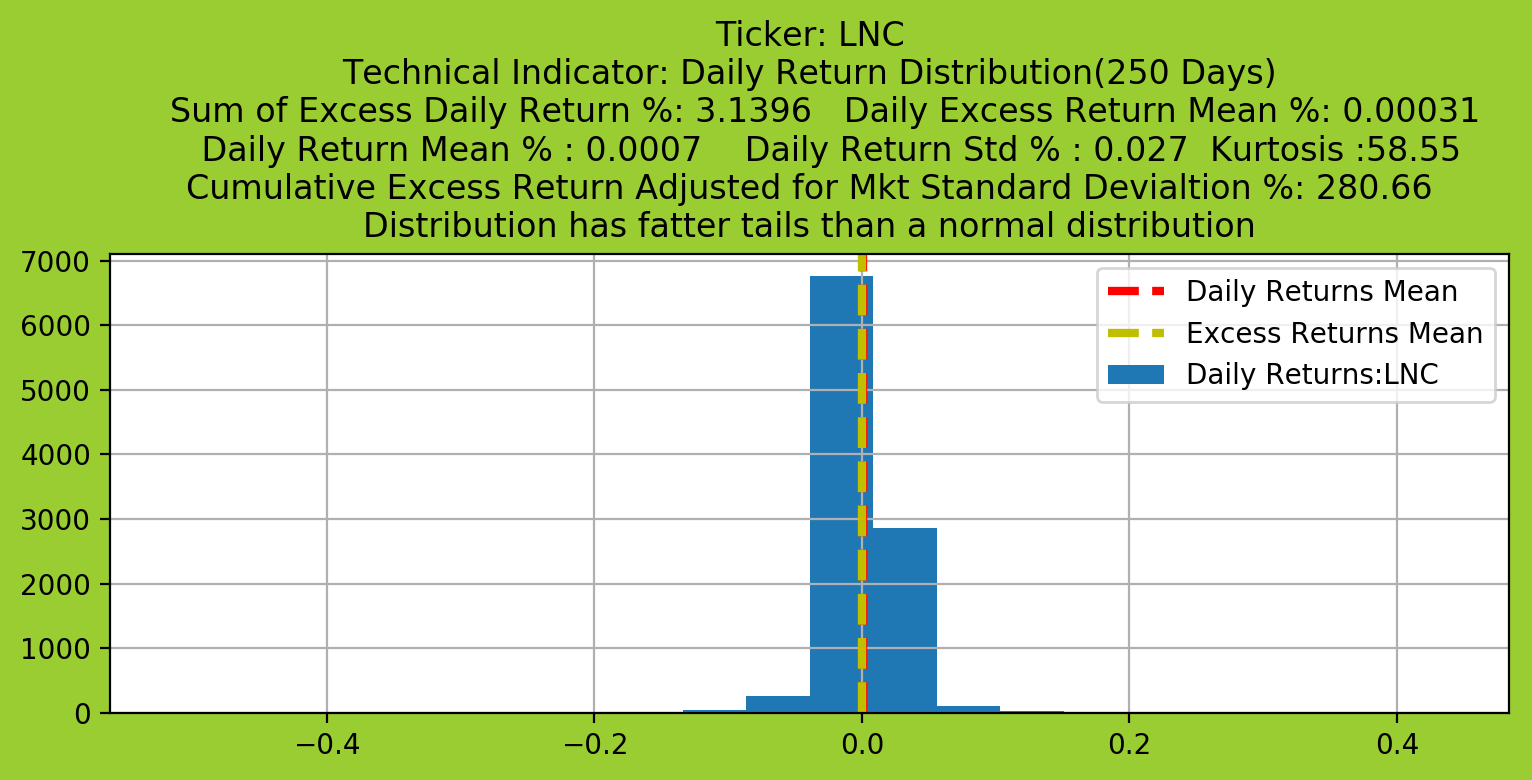 Ticker: LNC
Technical Indicator: Daily Return Distribution(250 Days)
Sum of Excess Daily Return %: 3.1396   Daily Excess Return Mean %: 0.00031
Daily Return Mean % : 0.0007    Daily Return Std % : 0.027  Kurtosis :58.55
Cumulative Excess Return Adjusted for Mkt Standard Devialtion %: 280.66
Distribution has fatter tails than a normal distribution
7000
6000
5000
4000
3000
2000
1000
0
Daily Returns Mean
Excess Returns Mean
Daily Returns:LNC
−0.4
−0.2
0.0
0.2
0.4